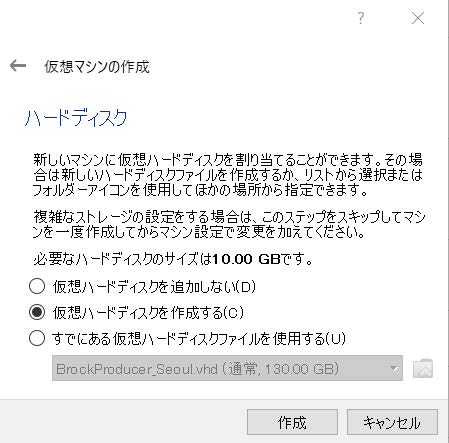 ?
仮想マシンの作成
ハードディスク
新しいマシンに仮想ハードディスクを割り当てることができます。その場
合は新しいハードディスクファイルを作成するか、リストから選択または
フォルダーアイコンを使用してほかの場所から指定できます。
複雑なストレージの設定をする場合は、このステップをスキップしてマシ
ンを一度作成してからマシン設定で変更を加えてください。
必要なハードディスクのサイズは10.00 GBです。
仮想ハードディスクを追加しない(D)
仮想ハードディスクを作成する(C)
すでにある仮想ハードディスクファイルを使用する(U)
BrockProducer_Seoul.vhd (通常, 130.00 GB)
作成 キャンセル